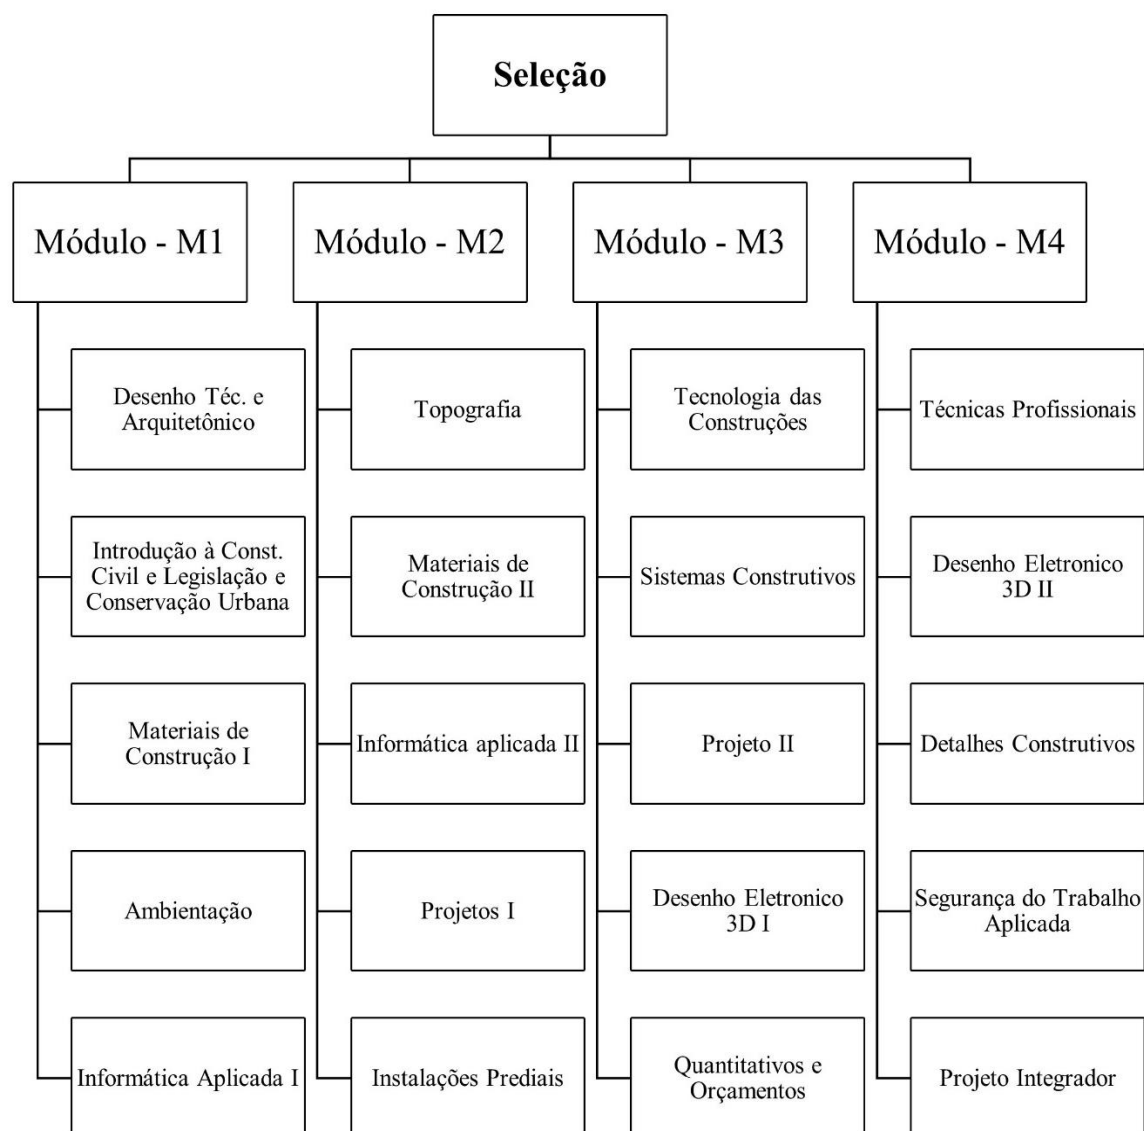 Seleção
Módulo - M1
Módulo - M2
Módulo - M3
Módulo - M4
Desenho Téc. e
Arquitetônico
Introdução à Const.
Civil e Legislação e
Conservação Urbana
Materiais de
Construção I
Ambientação
Informática Aplicada I
Topografia
Materiais de
Construção II
Informática aplicada II
Projetos I
Instalações Prediais
Tecnologia das
Construções
Sistemas Construtivos
Projeto II
Desenho Eletronico
3D I
Quantitativos e
Orçamentos
Técnicas Profissionais
Desenho Eletronico
3D II
Detalhes Construtivos
Segurança do Trabalho
Aplicada
Projeto Integrador